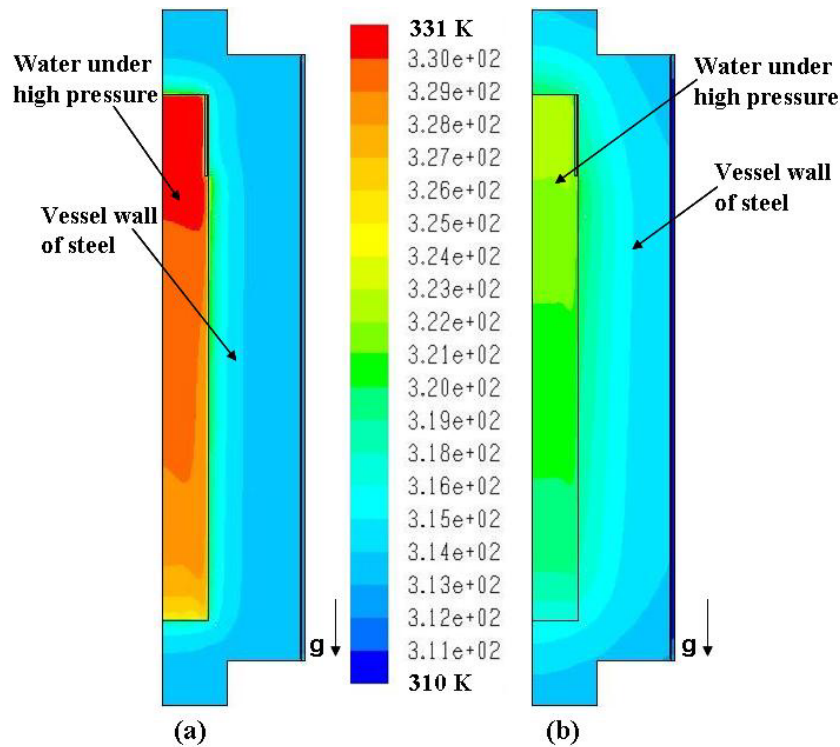 Water under
high pressure
Vessel wall
of steel
g
(a)
331 K
3.30e+02
3.29e+02
3.28e+02
3.27e+02
3.26e+02
3.25e+02
3.24e+02
3.23e+02
3.22e+02
3.21e+02
3.20e+02
3.19e+02
3.18e+02
3.16e+02
3.15e+02
3.14e+02
3.13e+02
3.12e+02
3.11e+02
310 K
Water under
high pressure
Vessel wall
of steel
g
(b)